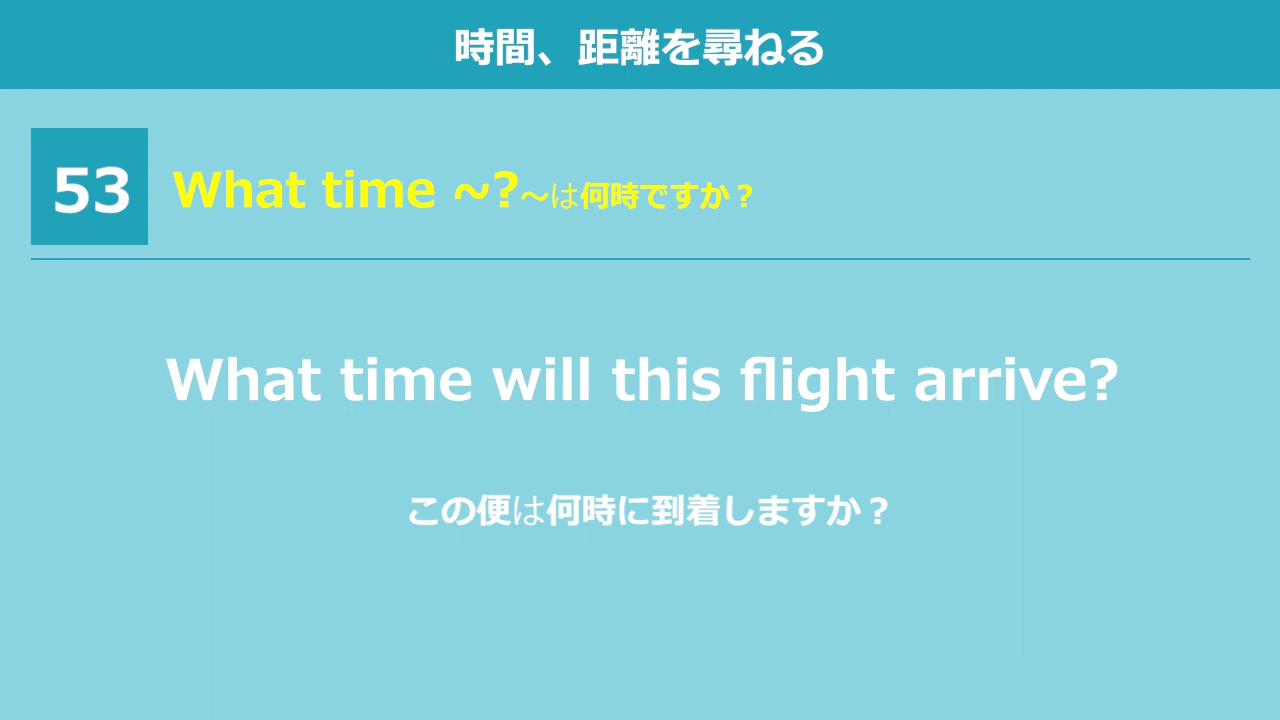 時間、距離を尋ねる
53
What time ~?～は何時ですか？
What time will this flight arrive?
この便は何時に到着しますか？